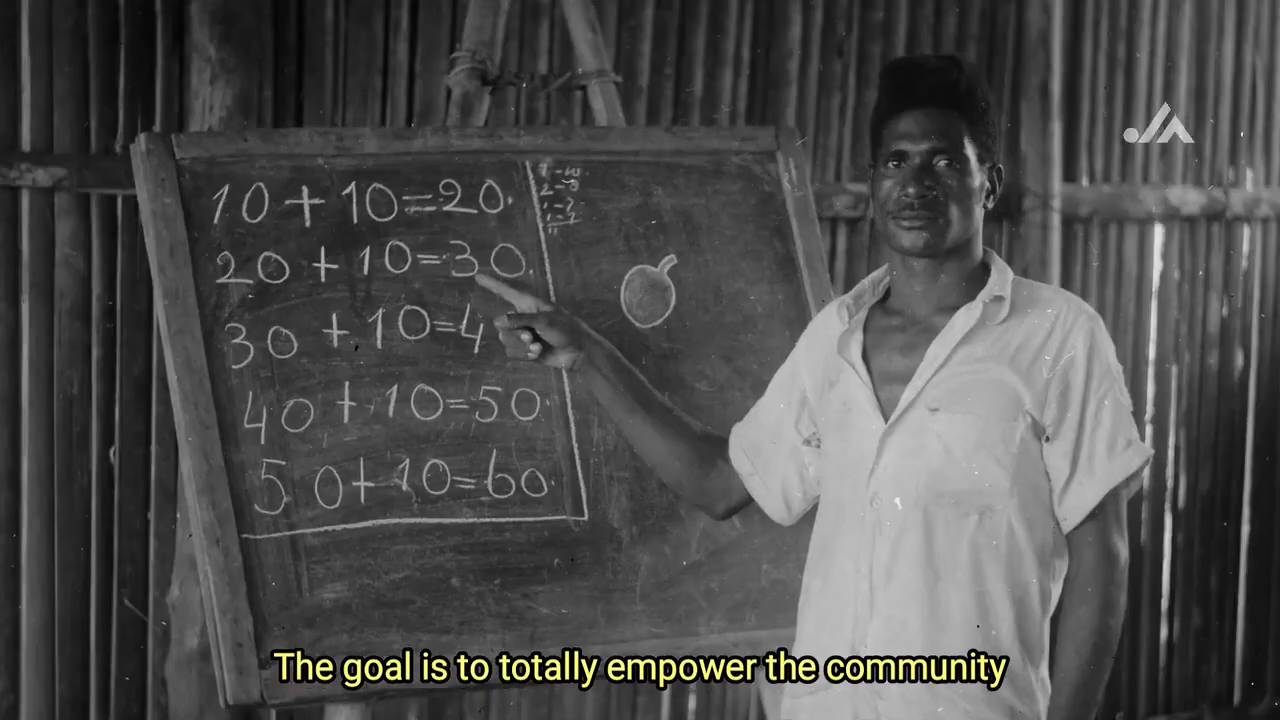 10 + 10 = 20.
20 + 10 = 30.
30 + 10 = 4
40 + 10 = 50.
50 + 10 = 60.
The goal is to totally empower the community